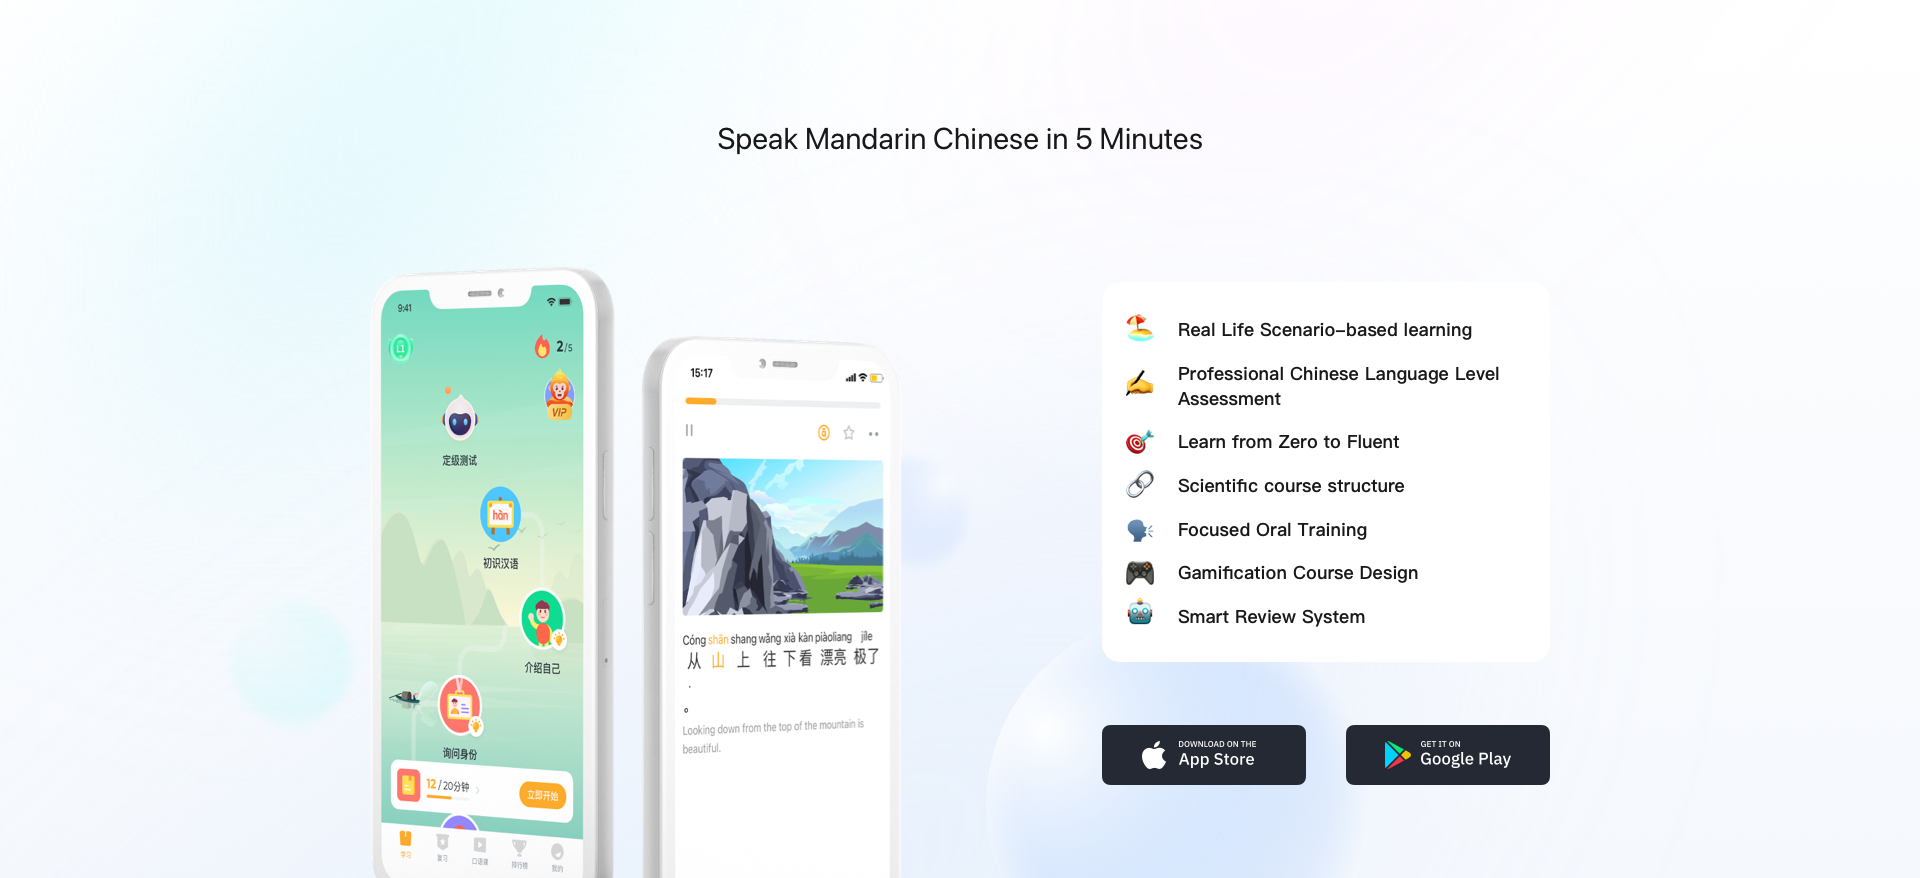 Speak Mandarin Chinese in 5 Minutes
9:41
2/5
VIP
定级测试
hàn
初识汉语
介绍自己
询问身份
12 / 20分钟
立即开始
学习
复习
口语课
排行榜
我的
15:17
Cóng shān shang wǎng xià kàn piàoliang jíle
从 山 上 往 下 看 漂亮 极了
.
。
Looking down from the top of the mountain is
beautiful.
Real Life Scenario-based learning
Professional Chinese Language Level
Assessment
Learn from Zero to Fluent
Scientific course structure
Focused Oral Training
Gamification Course Design
Smart Review System
DOWNLOAD ON THE
App Store
GET IT ON
Google Play